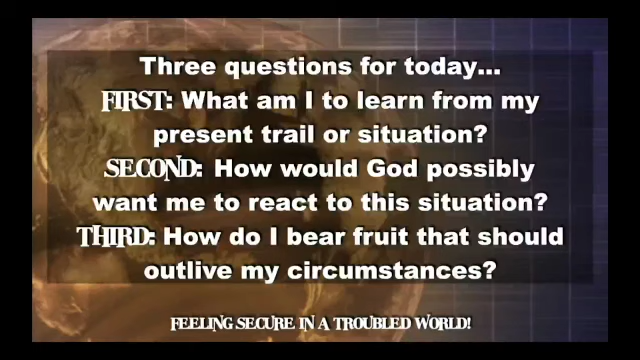 Three questions for today...
FIRST: What am I to learn from my
present trail or situation?
SECOND: How would God possibly
want me to react to this situation?
THIRD: How do I bear fruit that should
outlive my circumstances?
FEELING SECURE IN A TROUBLED WORLD!